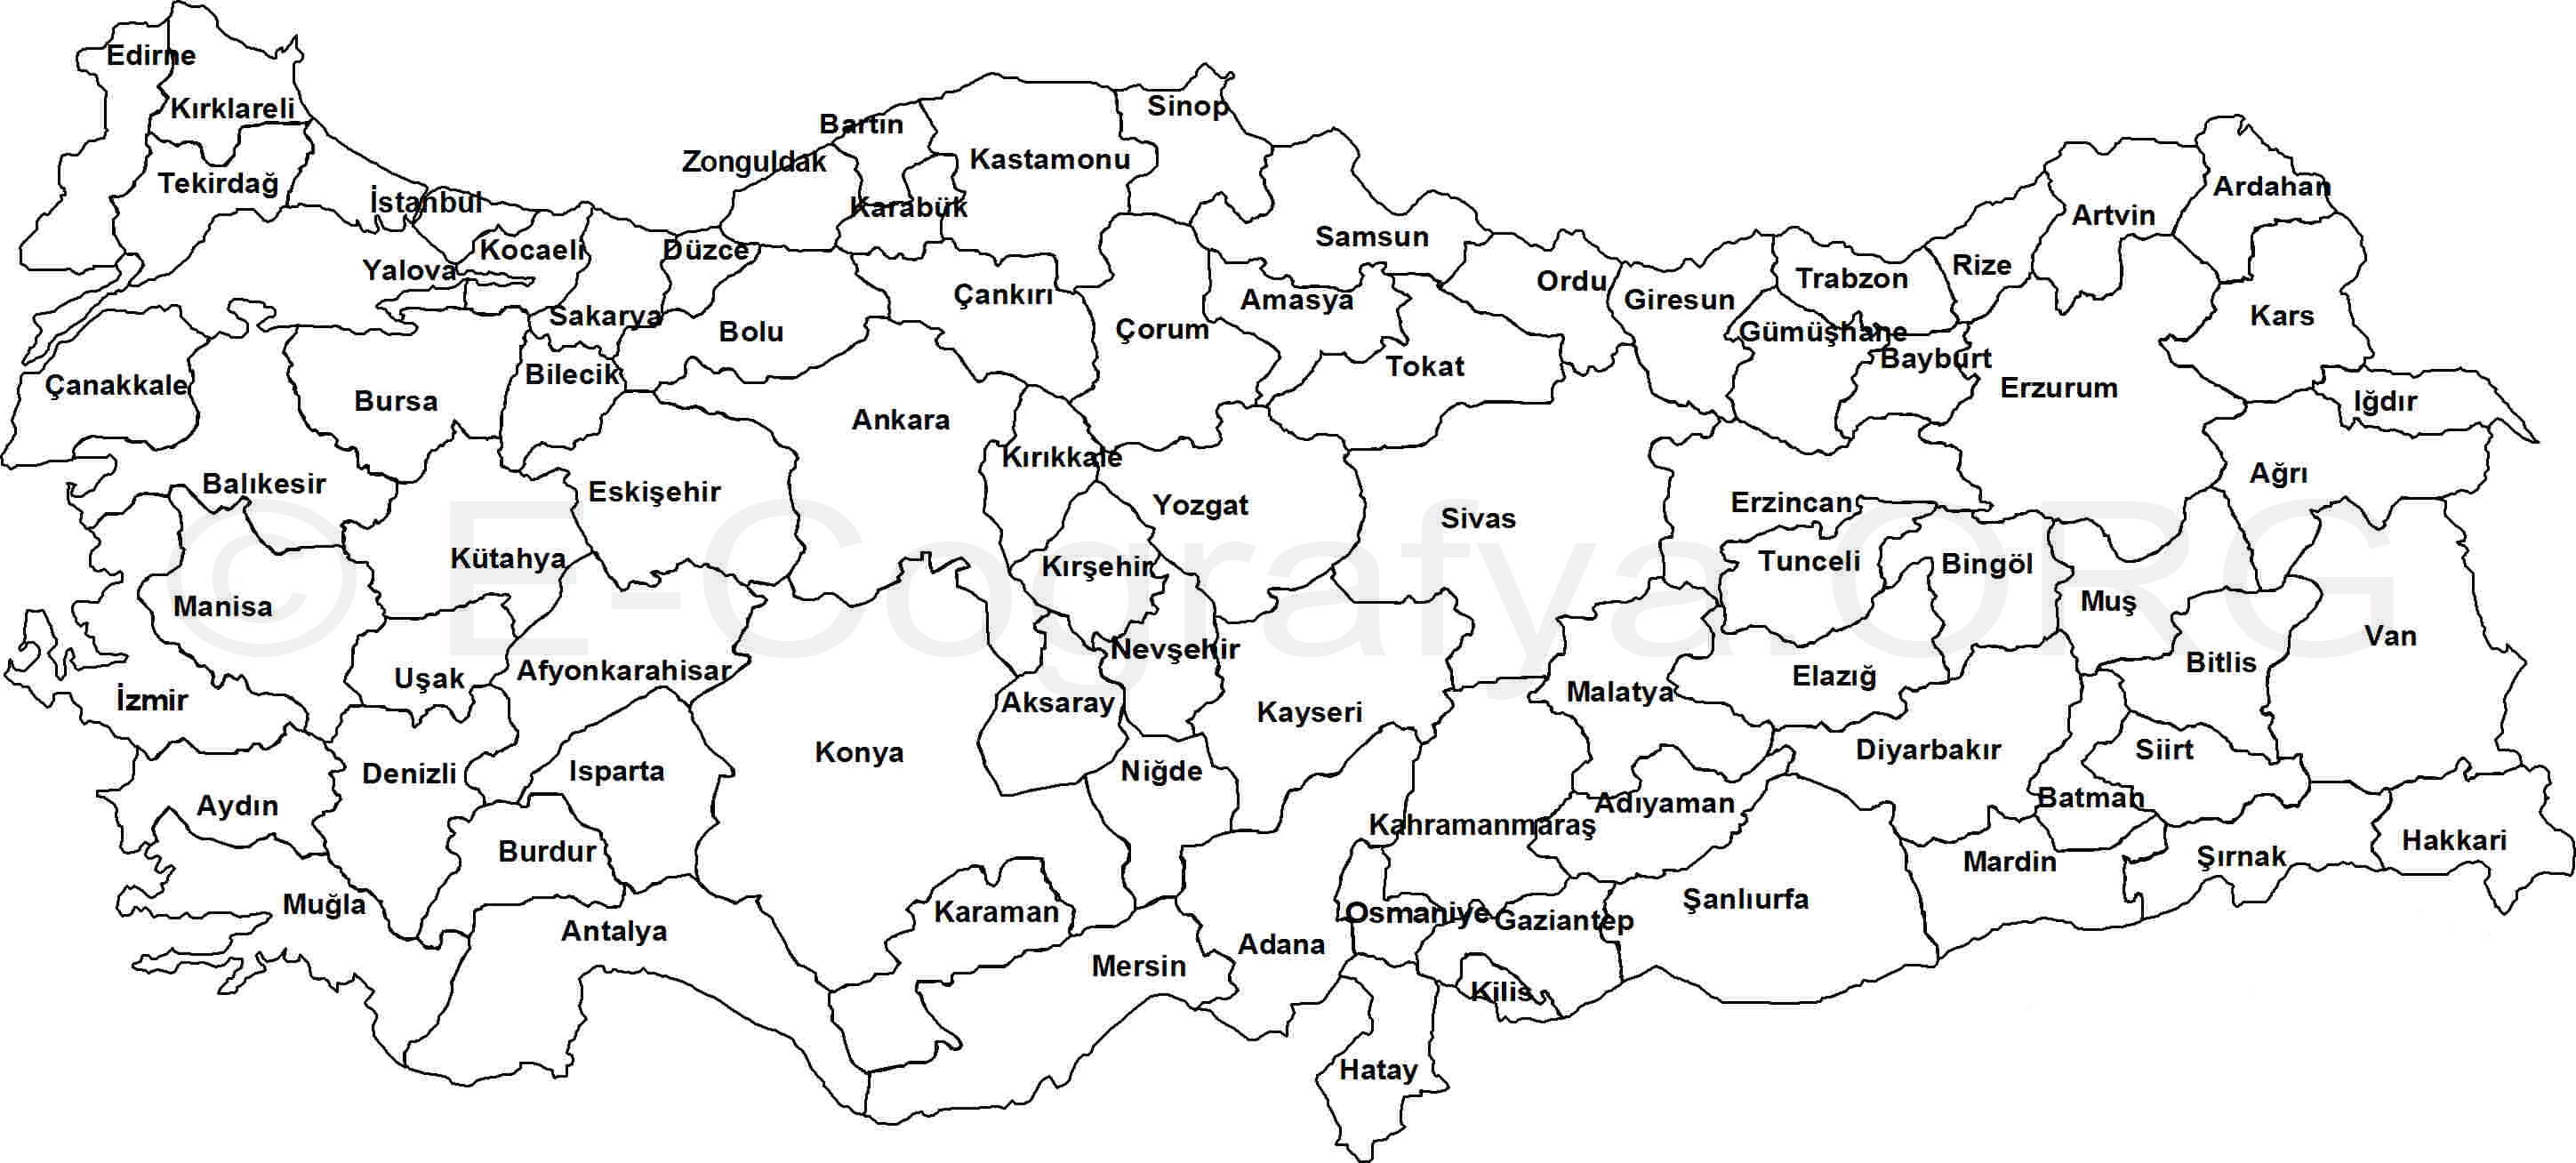 Edirne
Kırklareli
Tekirdağ
İstanbul
Kocaeli
Yalova
Sakarya
Düzce
Zonguldak
Bartın
Karabük
Kastamonu
Sinop
Samsun
Ordu
Giresun
Trabzon
Rize
Artvin
Ardahan
Kars
Iğdır
Çanakkale
Bursa
Bilecik
Bolu
Çankırı
Çorum
Amasya
Tokat
Gümüşhane
Bayburt
Erzurum
Balıkesir
Eskişehir
Ankara
Kırıkkale
Yozgat
Sivas
Erzincan
Ağrı
© E-Cografya.ORG
Kütahya
Kırşehir
Tunceli
Bingöl
Muş
Manisa
Uşak
Afyonkarahisar
Nevşehir
Elazığ
Bitlis
Van
İzmir
Aksaray
Kayseri
Malatya
Konya
Diyarbakır
Siirt
Denizli
Isparta
Niğde
Aydın
Burdur
Kahramanmaraş
Adıyaman
Batman
Hakkari
Muğla
Antalya
Karaman
Mersin
Adana
Osmaniye
Gaziantep
Şanlıurfa
Mardin
Şırnak
Kilis
Hatay